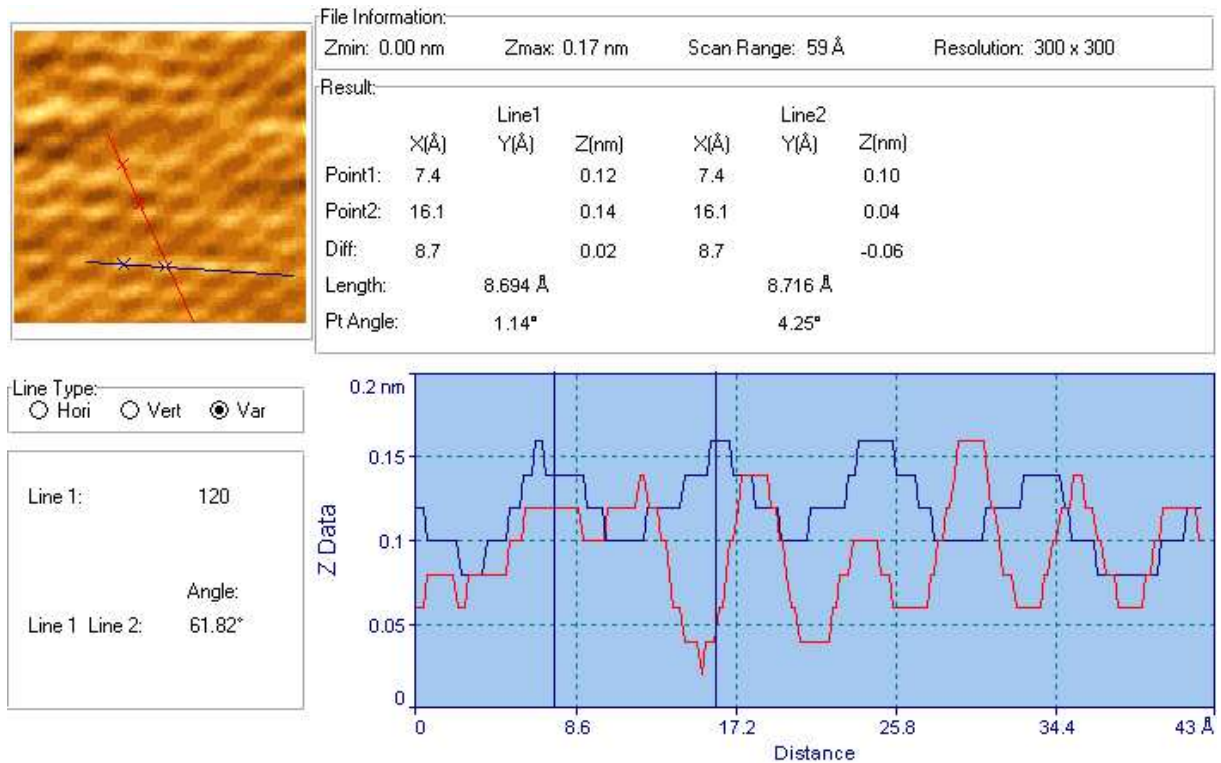 File Information:
Zmin: 0.00 nm Zmax: 0.17 nm Scan Range: 59 Å Resolution: 300 x 300
Result:
Line1 Line2
X(Å) Y(Å) Z(nm) X(Å) Y(Å) Z(nm)
Point1: 7.4 0.12 7.4 0.10
Point2: 16.1 0.14 16.1 0.04
Diff: 8.7 0.02 8.7 -0.06
Length: 8.694 Å 8.716 Å
Pt Angle: 1.14° 4.25°
Line Type:
Hori Vert Var
Line 1: 120
Angle:
Line 1 Line 2: 61.82°
0.2 nm
0.15
0.1
0.05
0
Z Data
0 8.6 17.2 25.8 34.4 43 Å
Distance